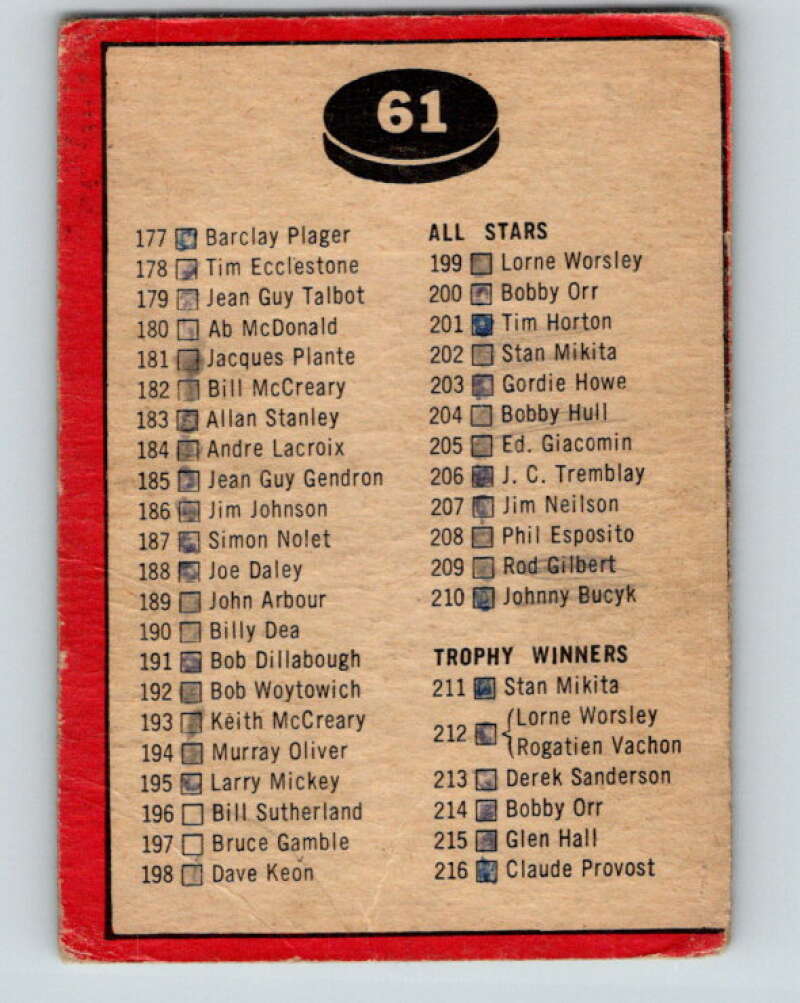 61
177 Barclay Plager
178 Tim Ecclestone
179 Jean Guy Talbot
180 Ab McDonald
181 Jacques Plante
182 Bill McCreary
183 Allan Stanley
184 Andre Lacroix
185 Jean Guy Gendron
186 Jim Johnson
187 Simon Nolet
188 Joe Daley
189 John Arbour
190 Billy Dea
191 Bob Dillabough
192 Bob Woytowich
193 Keith McCreary
194 Murray Oliver
195 Larry Mickey
196 Bill Sutherland
197 Bruce Gamble
198 Dave Keon
ALL STARS
199 Lorne Worsley
200 Bobby Orr
201 Tim Horton
202 Stan Mikita
203 Gordie Howe
204 Bobby Hull
205 Ed. Giacomin
206 J. C. Tremblay
207 Jim Neilson
208 Phil Esposito
209 Rod Gilbert
210 Johnny Bucyk
TROPHY WINNERS
211 Stan Mikita
212 Lorne Worsley
Rogatien Vachon
213 Derek Sanderson
214 Bobby Orr
215 Glen Hall
216 Claude Provost